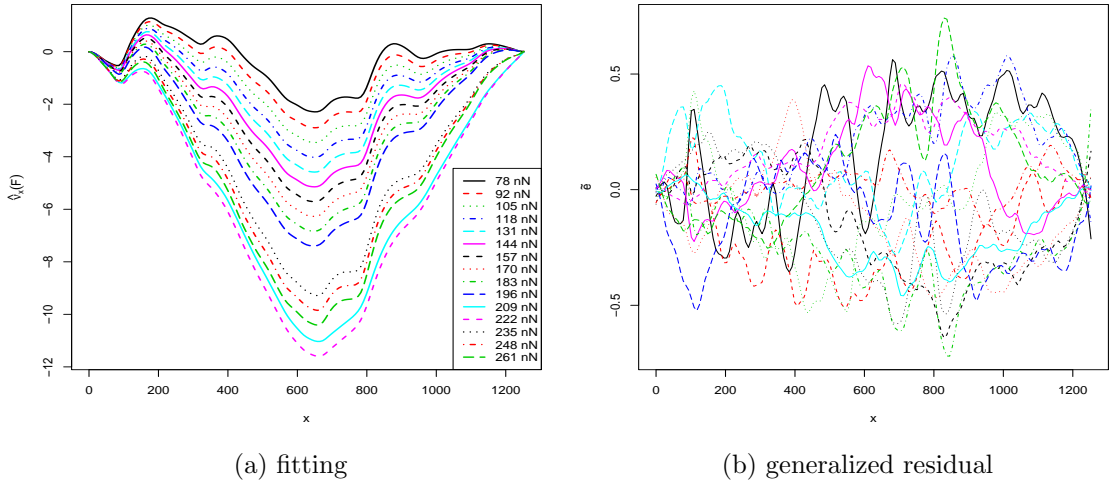 0
−2
−4
−6
−8
−10
−12
0 200 400 600 800 1000 1200
x
v̂ₓ(F)
78 nN
92 nN
105 nN
118 nN
131 nN
144 nN
157 nN
170 nN
183 nN
196 nN
209 nN
222 nN
235 nN
248 nN
261 nN
(a) fitting
0.5
0.0
−0.5
0 200 400 600 800 1000 1200
x
ẽ
(b) generalized residual